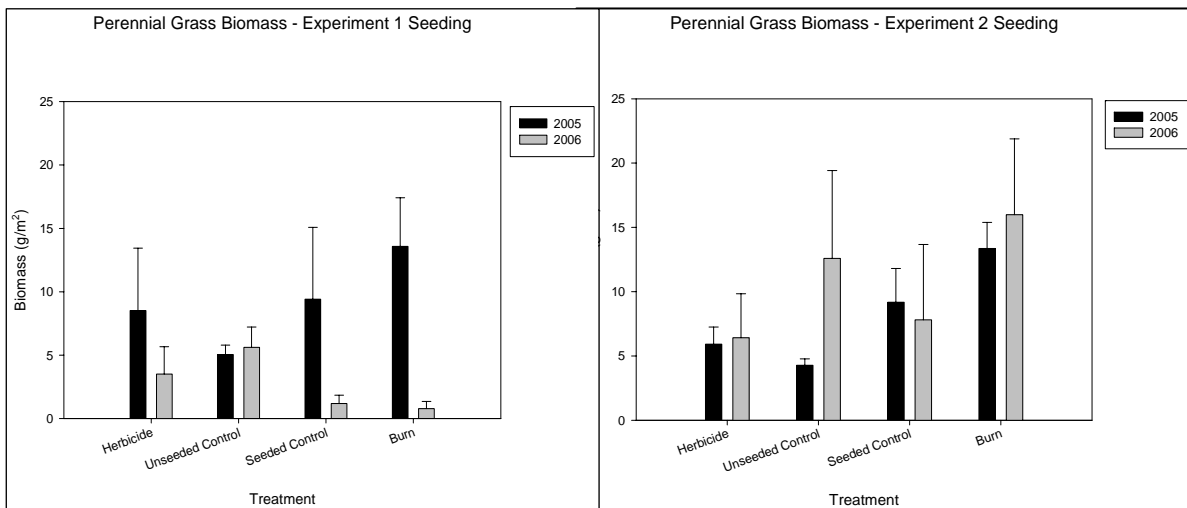 Perennial Grass Biomass - Experiment 1 Seeding
25
20
15
10
5
0
Biomass (g/m²)
2005
2006
Herbicide
Unseeded Control
Seeded Control
Burn
Treatment
Perennial Grass Biomass - Experiment 2 Seeding
25
20
15
10
5
0
2005
2006
Herbicide
Unseeded Control
Seeded Control
Burn
Treatment